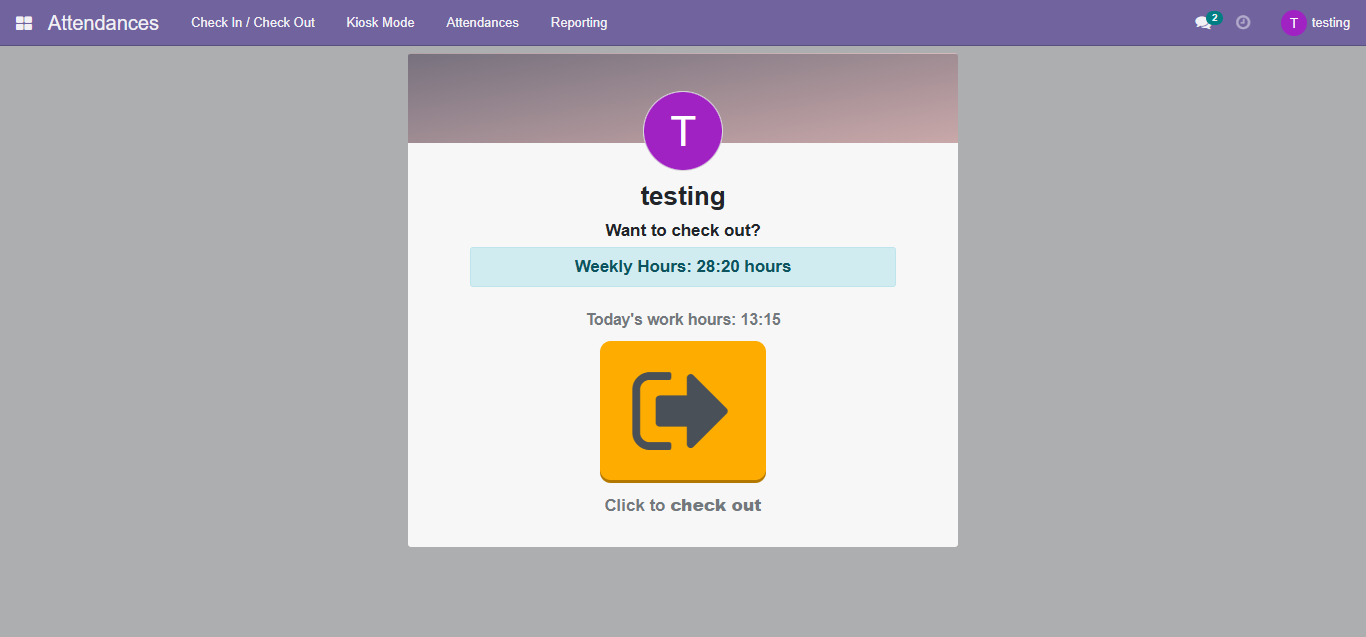 Attendances Check In / Check Out Kiosk Mode Attendances Reporting 2 T testing
T
testing
Want to check out?
Weekly Hours: 28:20 hours
Today's work hours: 13:15
Click to check out